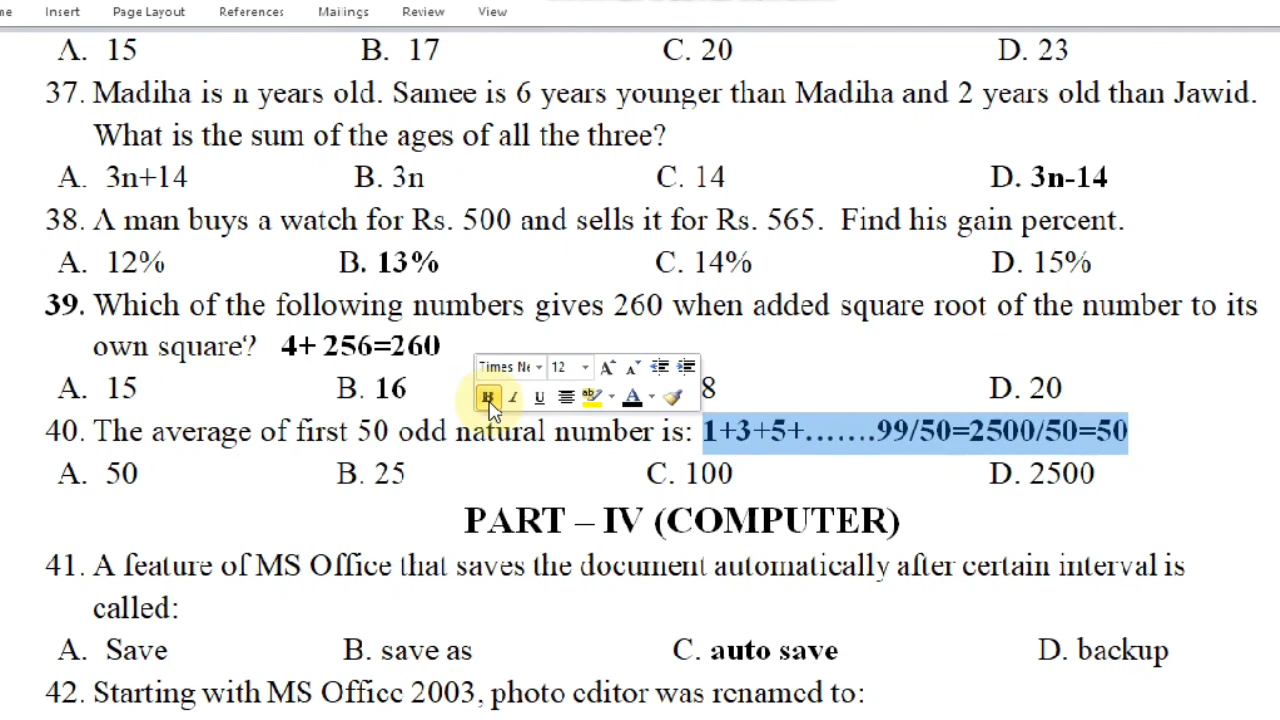 Insert Page Layout References Mailings Review View
A. 15 B. 17 C. 20 D. 23
37. Madiha is n years old. Samee is 6 years younger than Madiha and 2 years old than Jawid.
What is the sum of the ages of all the three?
A. 3n+14 B. 3n C. 14 D. 3n-14
38. A man buys a watch for Rs. 500 and sells it for Rs. 565. Find his gain percent.
A. 12% B. 13% C. 14% D. 15%
39. Which of the following numbers gives 260 when added square root of the number to its
own square? 4+ 256=260
Times Ne 12
A. 15 B. 16 8 D. 20
B I U ab A
40. The average of first 50 odd natural number is: 1+3+5+…….99/50=2500/50=50
A. 50 B. 25 C. 100 D. 2500
PART – IV (COMPUTER)
41. A feature of MS Office that saves the document automatically after certain interval is
called:
A. Save B. save as C. auto save D. backup
42. Starting with MS Office 2003, photo editor was renamed to: